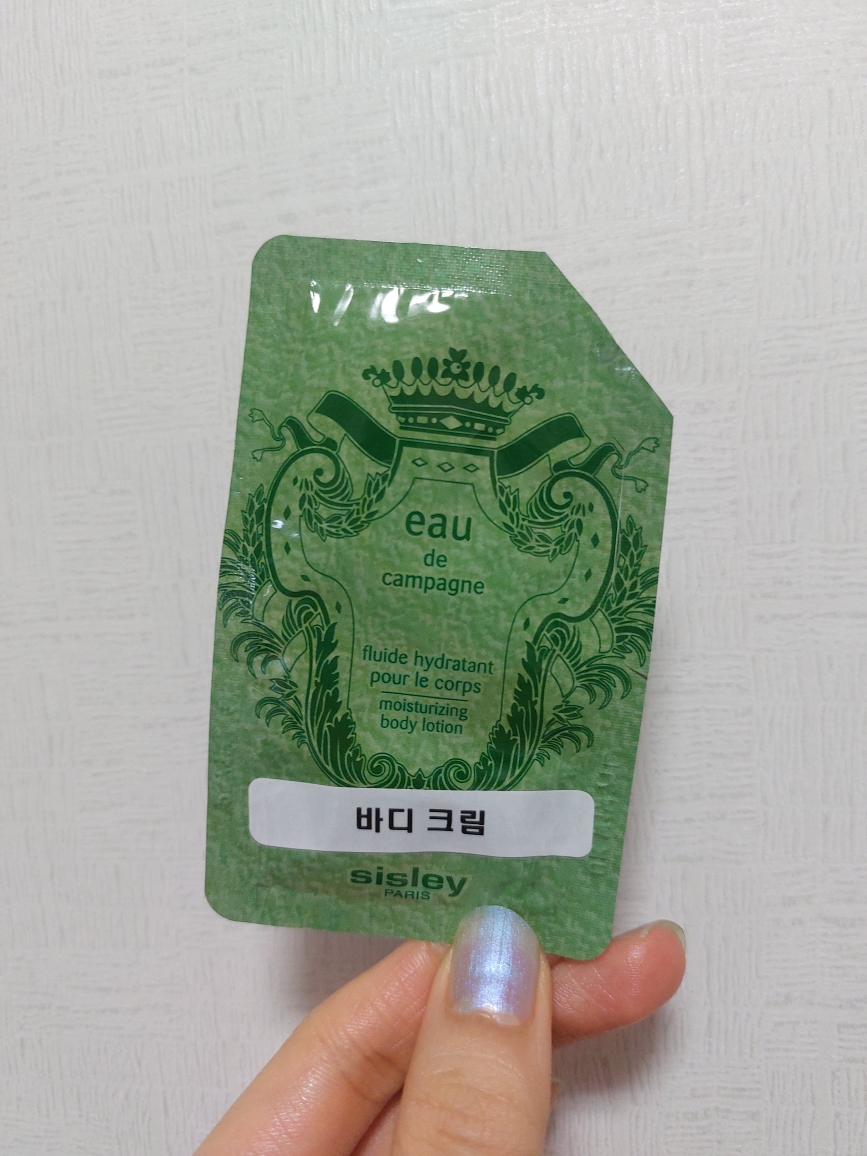 eau
de
campagne
fluide hydratant
pour le corps
moisturizing
body lotion
바디 크림
sisley
PARIS